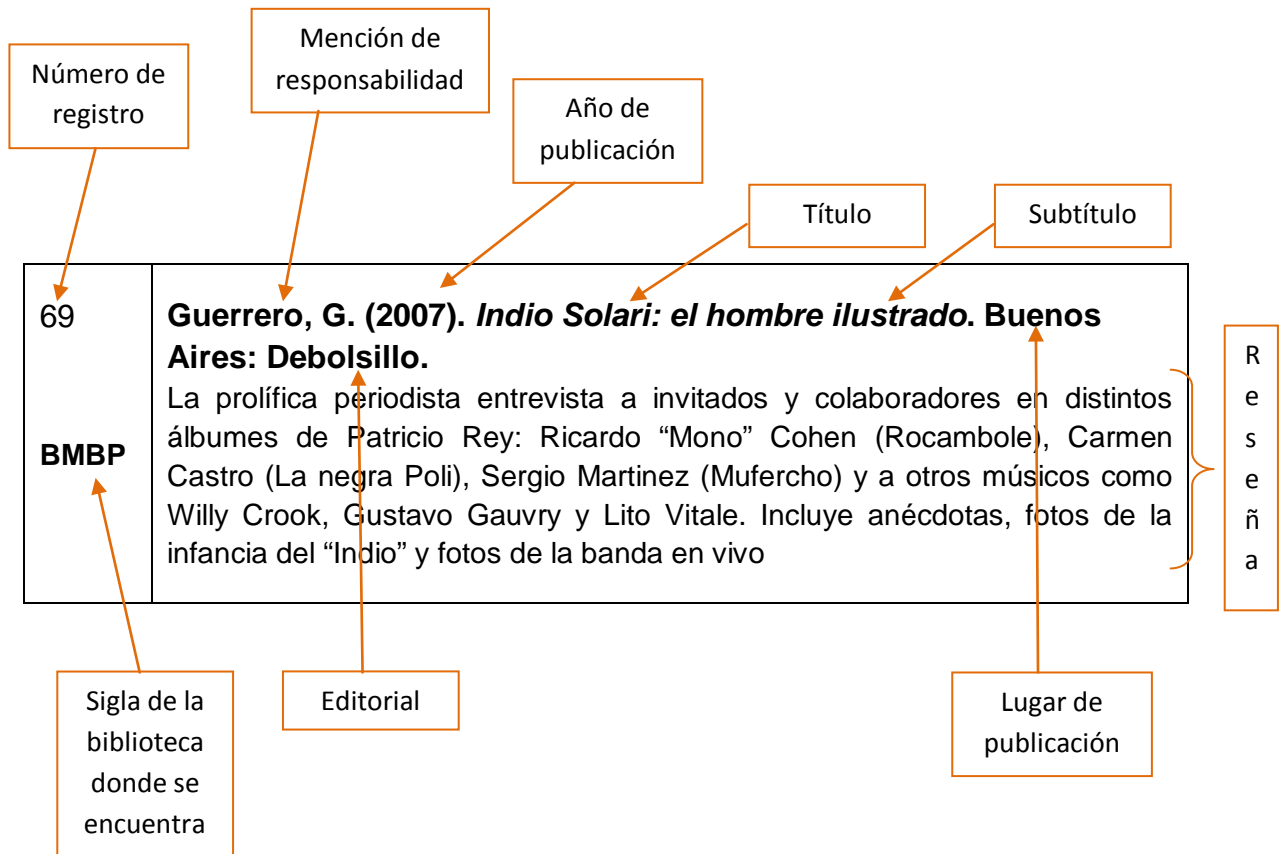 Número de
registro
Mención de
responsabilidad
Año de
publicación
Título
Subtítulo
69
BMBP
Guerrero, G. (2007). Indio Solari: el hombre ilustrado. Buenos
Aires: Debolsillo.
La prolífica periodista entrevista a invitados y colaboradores en distintos
álbumes de Patricio Rey: Ricardo “Mono” Cohen (Rocambole), Carmen
Castro (La negra Poli), Sergio Martinez (Mufercho) y a otros músicos como
Willy Crook, Gustavo Gauvry y Lito Vitale. Incluye anécdotas, fotos de la
infancia del “Indio” y fotos de la banda en vivo
R
e
s
e
ñ
a
Sigla de la
biblioteca
donde se
encuentra
Editorial
Lugar de
publicación